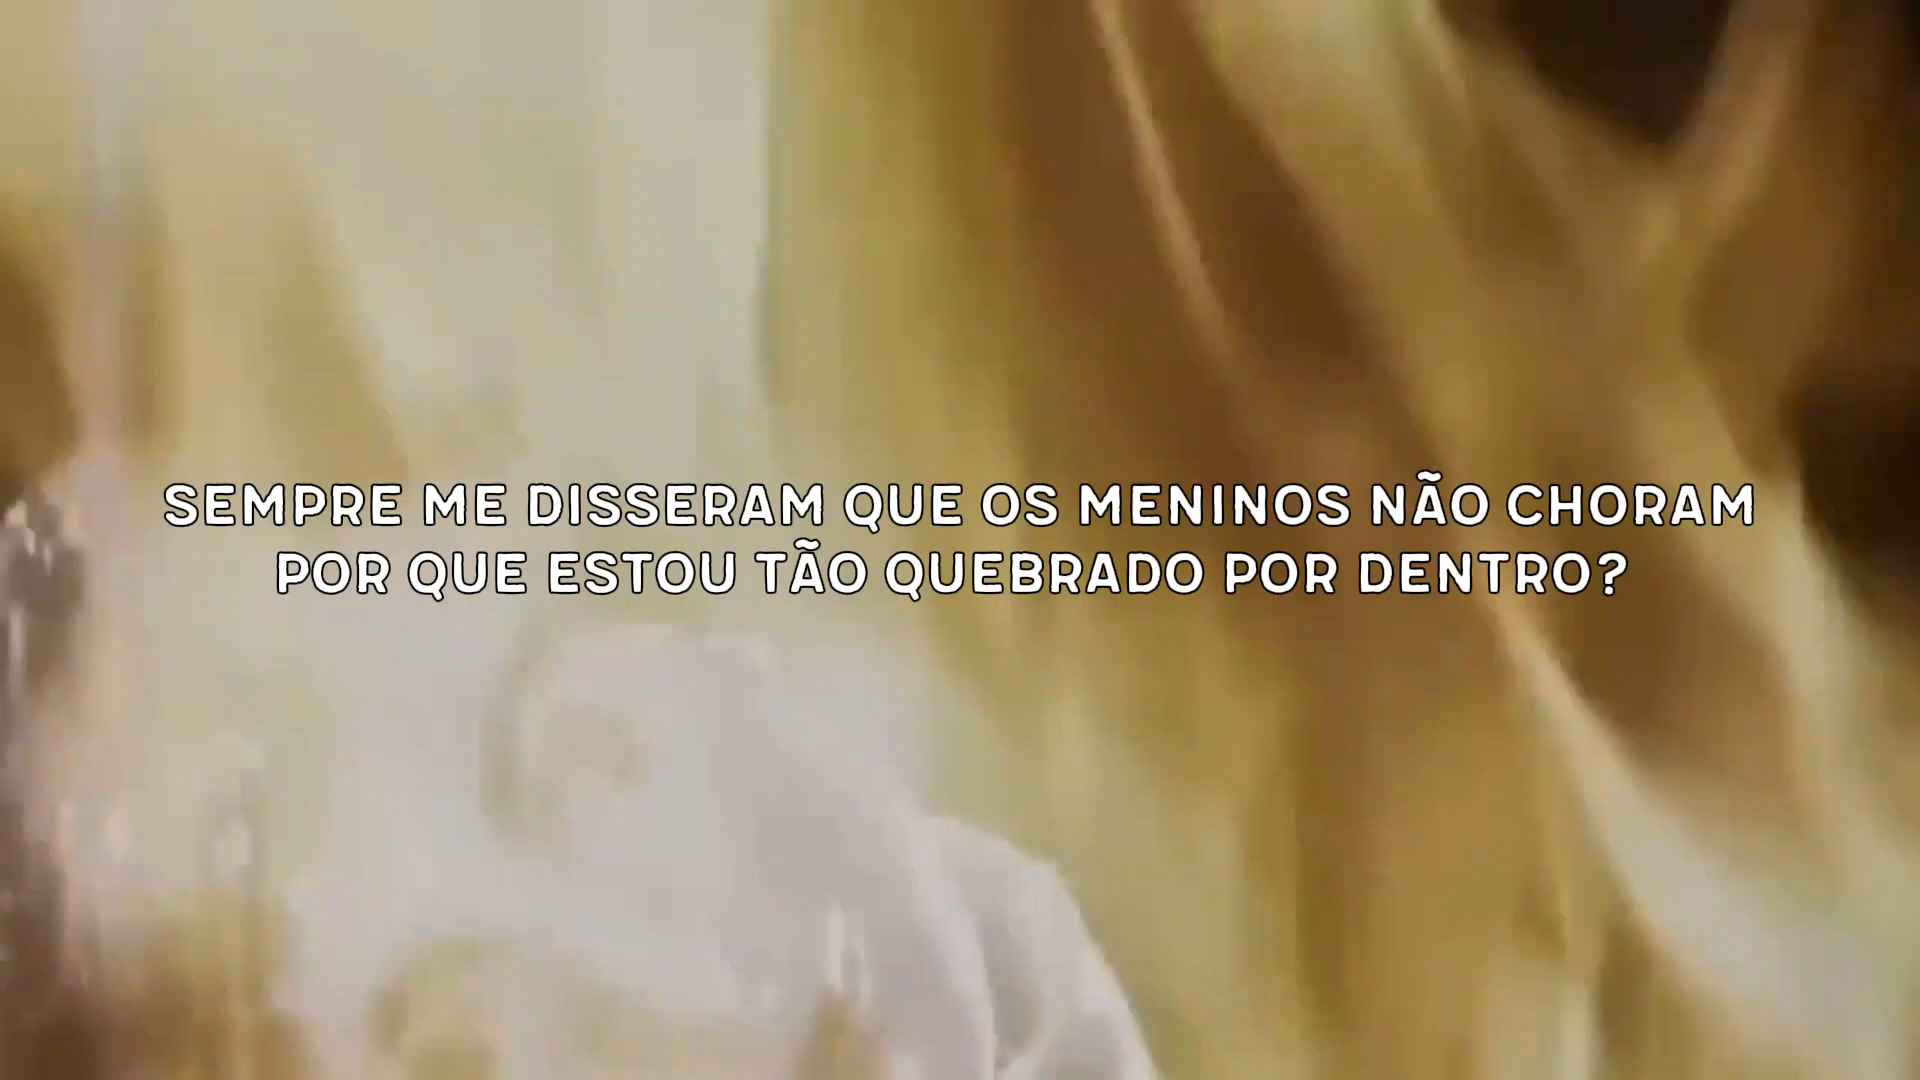 SEMPRE ME DISSERAM QUE OS MENINOS NÃO CHORAM
POR QUE ESTOU TÃO QUEBRADO POR DENTRO?